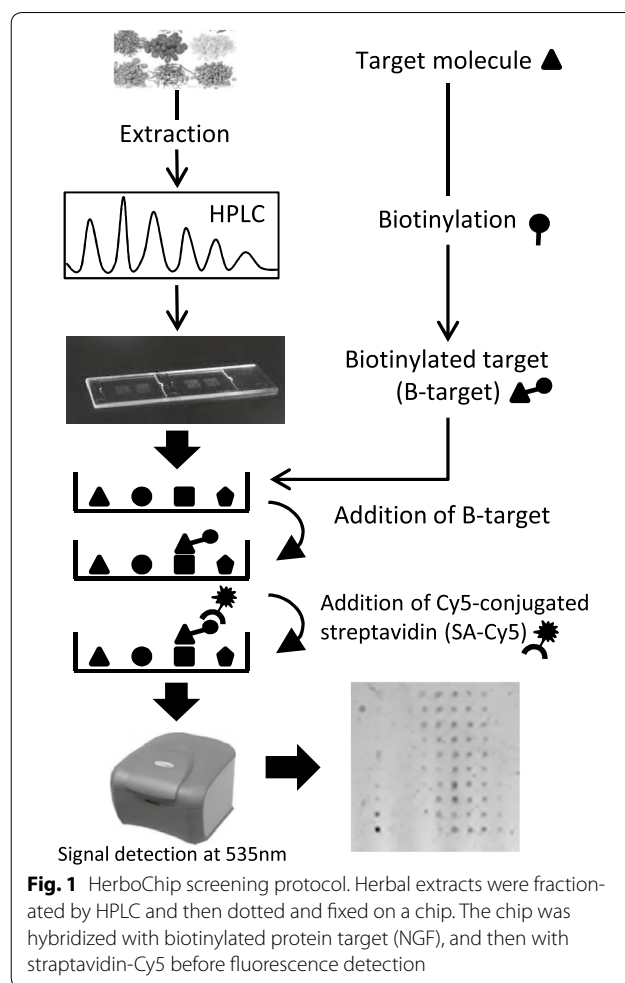 Target molecule
Extraction
HPLC
Biotinylation
Biotinylated target
(B-target)
Addition of B-target
Addition of Cy5-conjugated
streptavidin (SA-Cy5)
Signal detection at 535nm
Fig. 1 HerboChip screening protocol. Herbal extracts were fraction-
ated by HPLC and then dotted and fixed on a chip. The chip was
hybridized with biotinylated protein target (NGF), and then with
straptavidin-Cy5 before fluorescence detection